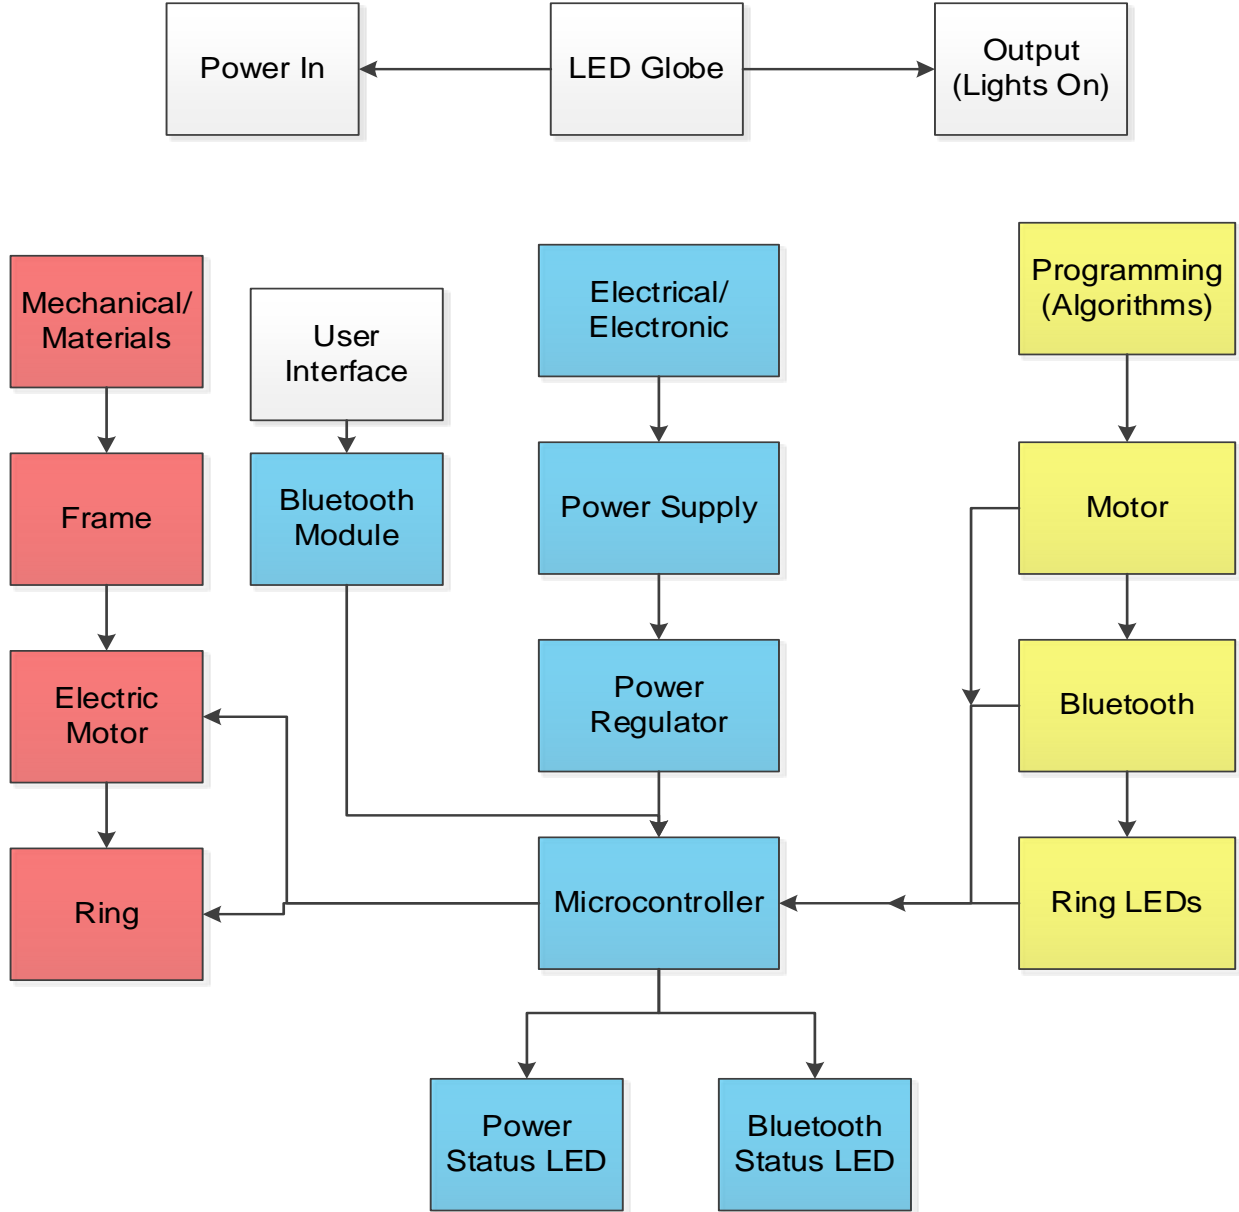 Power In
LED Globe
Output
(Lights On)
Mechanical/
Materials
User
Interface
Electrical/
Electronic
Programming
(Algorithms)
Frame
Bluetooth
Module
Power Supply
Motor
Electric
Motor
Power
Regulator
Bluetooth
Ring
Microcontroller
Ring LEDs
Power
Status LED
Bluetooth
Status LED